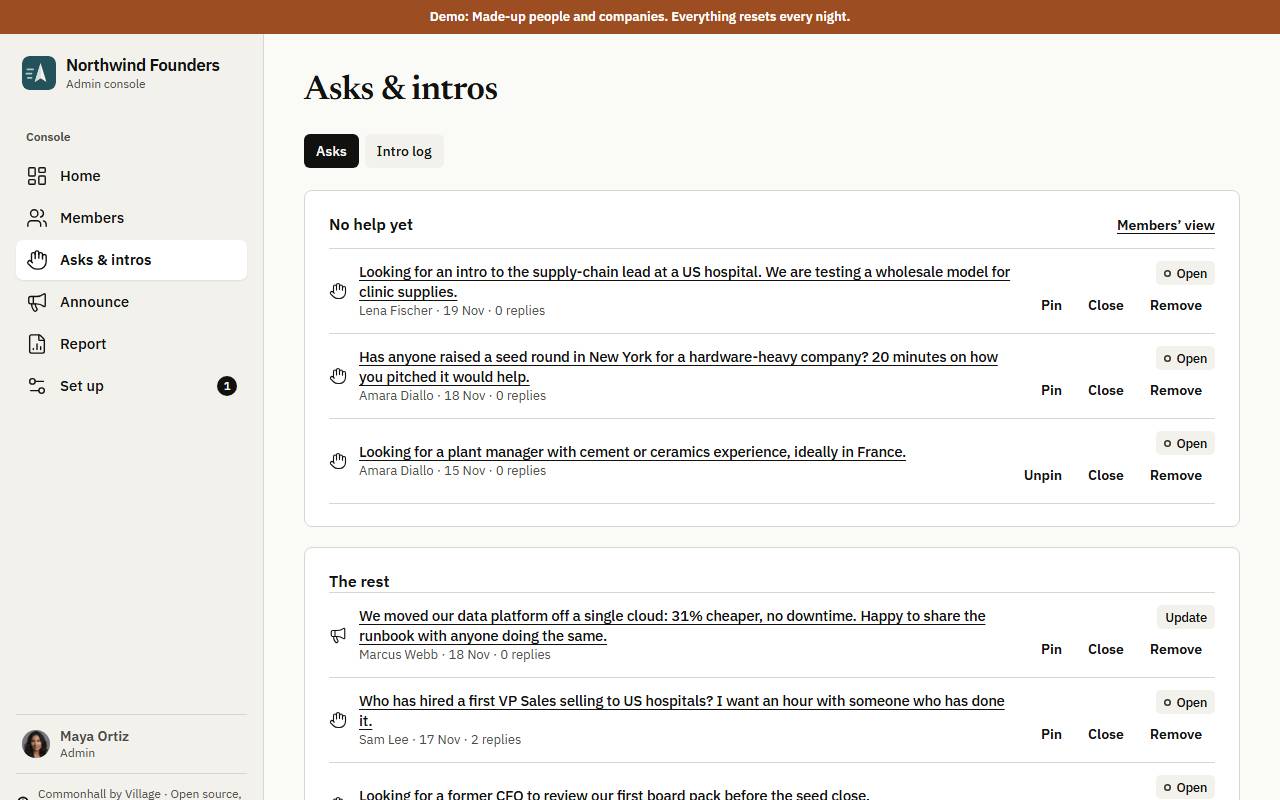 Demo: Made-up people and companies. Everything resets every night.
Northwind Founders
Admin console
Console
Home
Members
Asks & intros
Announce
Report
Set up 1
Maya Ortiz
Admin
Commonhall by Village · Open source,
Asks & intros
Asks Intro log
No help yet Members’ view
Looking for an intro to the supply-chain lead at a US hospital. We are testing a wholesale model for
clinic supplies.
Lena Fischer · 19 Nov · 0 replies
Open
Pin Close Remove
Has anyone raised a seed round in New York for a hardware-heavy company? 20 minutes on how
you pitched it would help.
Amara Diallo · 18 Nov · 0 replies
Open
Pin Close Remove
Looking for a plant manager with cement or ceramics experience, ideally in France.
Amara Diallo · 15 Nov · 0 replies
Open
Unpin Close Remove
The rest
We moved our data platform off a single cloud: 31% cheaper, no downtime. Happy to share the
runbook with anyone doing the same.
Marcus Webb · 18 Nov · 0 replies
Update
Pin Close Remove
Who has hired a first VP Sales selling to US hospitals? I want an hour with someone who has done
it.
Sam Lee · 17 Nov · 2 replies
Open
Pin Close Remove
Looking for a former CFO to review our first board pack before the seed close.
Open